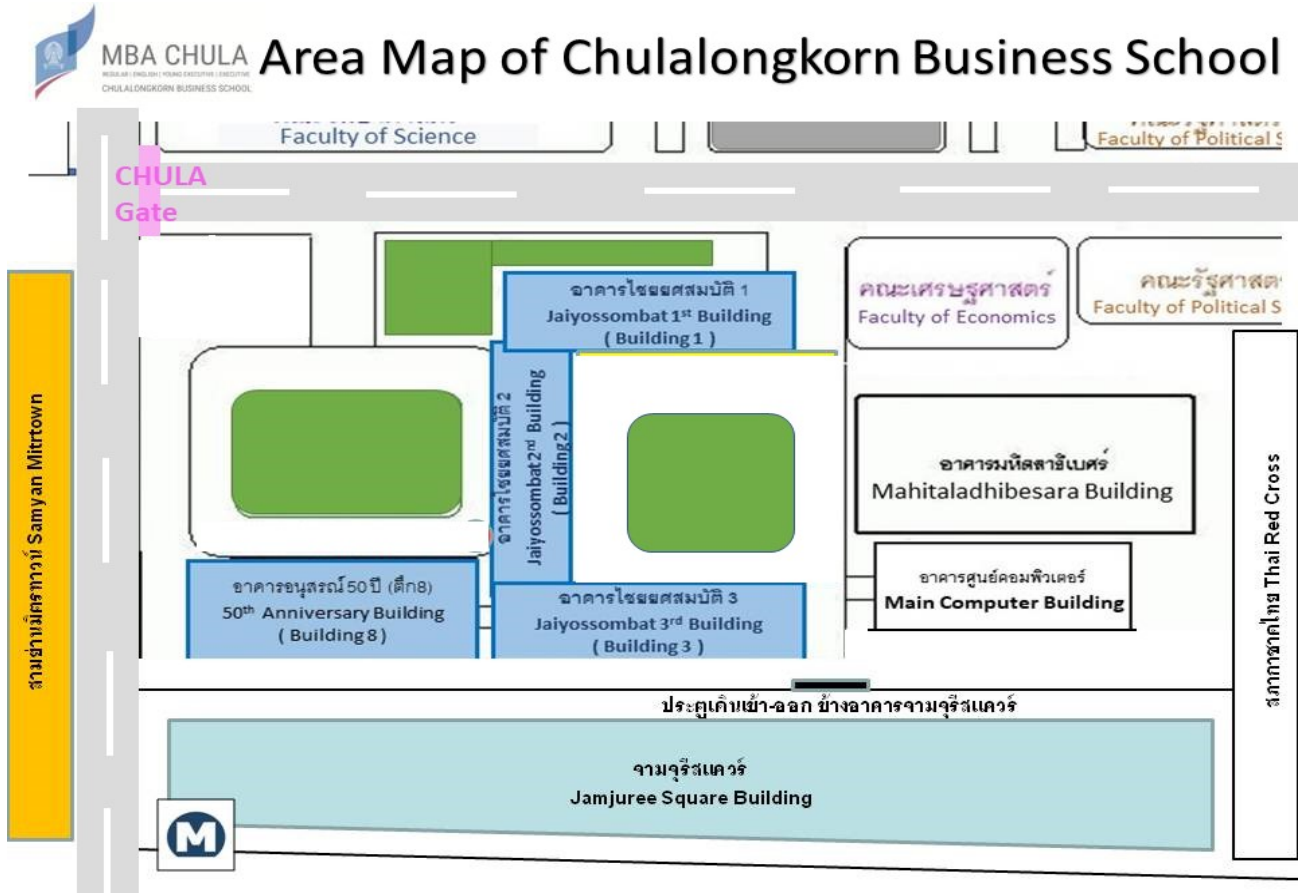 MBA CHULA
REGULAR | ENGLISH | YOUNG EXECUTIVE | EXECUTIVE
CHULALONGKORN BUSINESS SCHOOL
Area Map of Chulalongkorn Business School
Faculty of Science
Faculty of Political S
CHULA
Gate
อาคารไชยยศสมบัติ 1
Jaiyossombat 1st Building
( Building 1 )
คณะเศรษฐศาสตร์
Faculty of Economics
คณะรัฐศาสต
Faculty of Political S
สามย่านมิตรทาวน์ Samyan Mitrtown
อาคารไชยยศสมบัติ 2
Jaiyossombat 2nd Building
( Building 2 )
อาคารมหิตลาธิเบศร์
Mahitaladhibesara Building
สภากาชาดไทย Thai Red Cross
อาคารอนุสรณ์ 50 ปี (ตึก8)
50th Anniversary Building
( Building 8 )
อาคารไชยยศสมบัติ 3
Jaiyossombat 3rd Building
( Building 3 )
อาคารศูนย์คอมพิวเตอร์
Main Computer Building
ประตูเดินเข้า-ออก ข้างอาคารจามจุรีสแควร์
จามจุรีสแควร์
Jamjuree Square Building
M